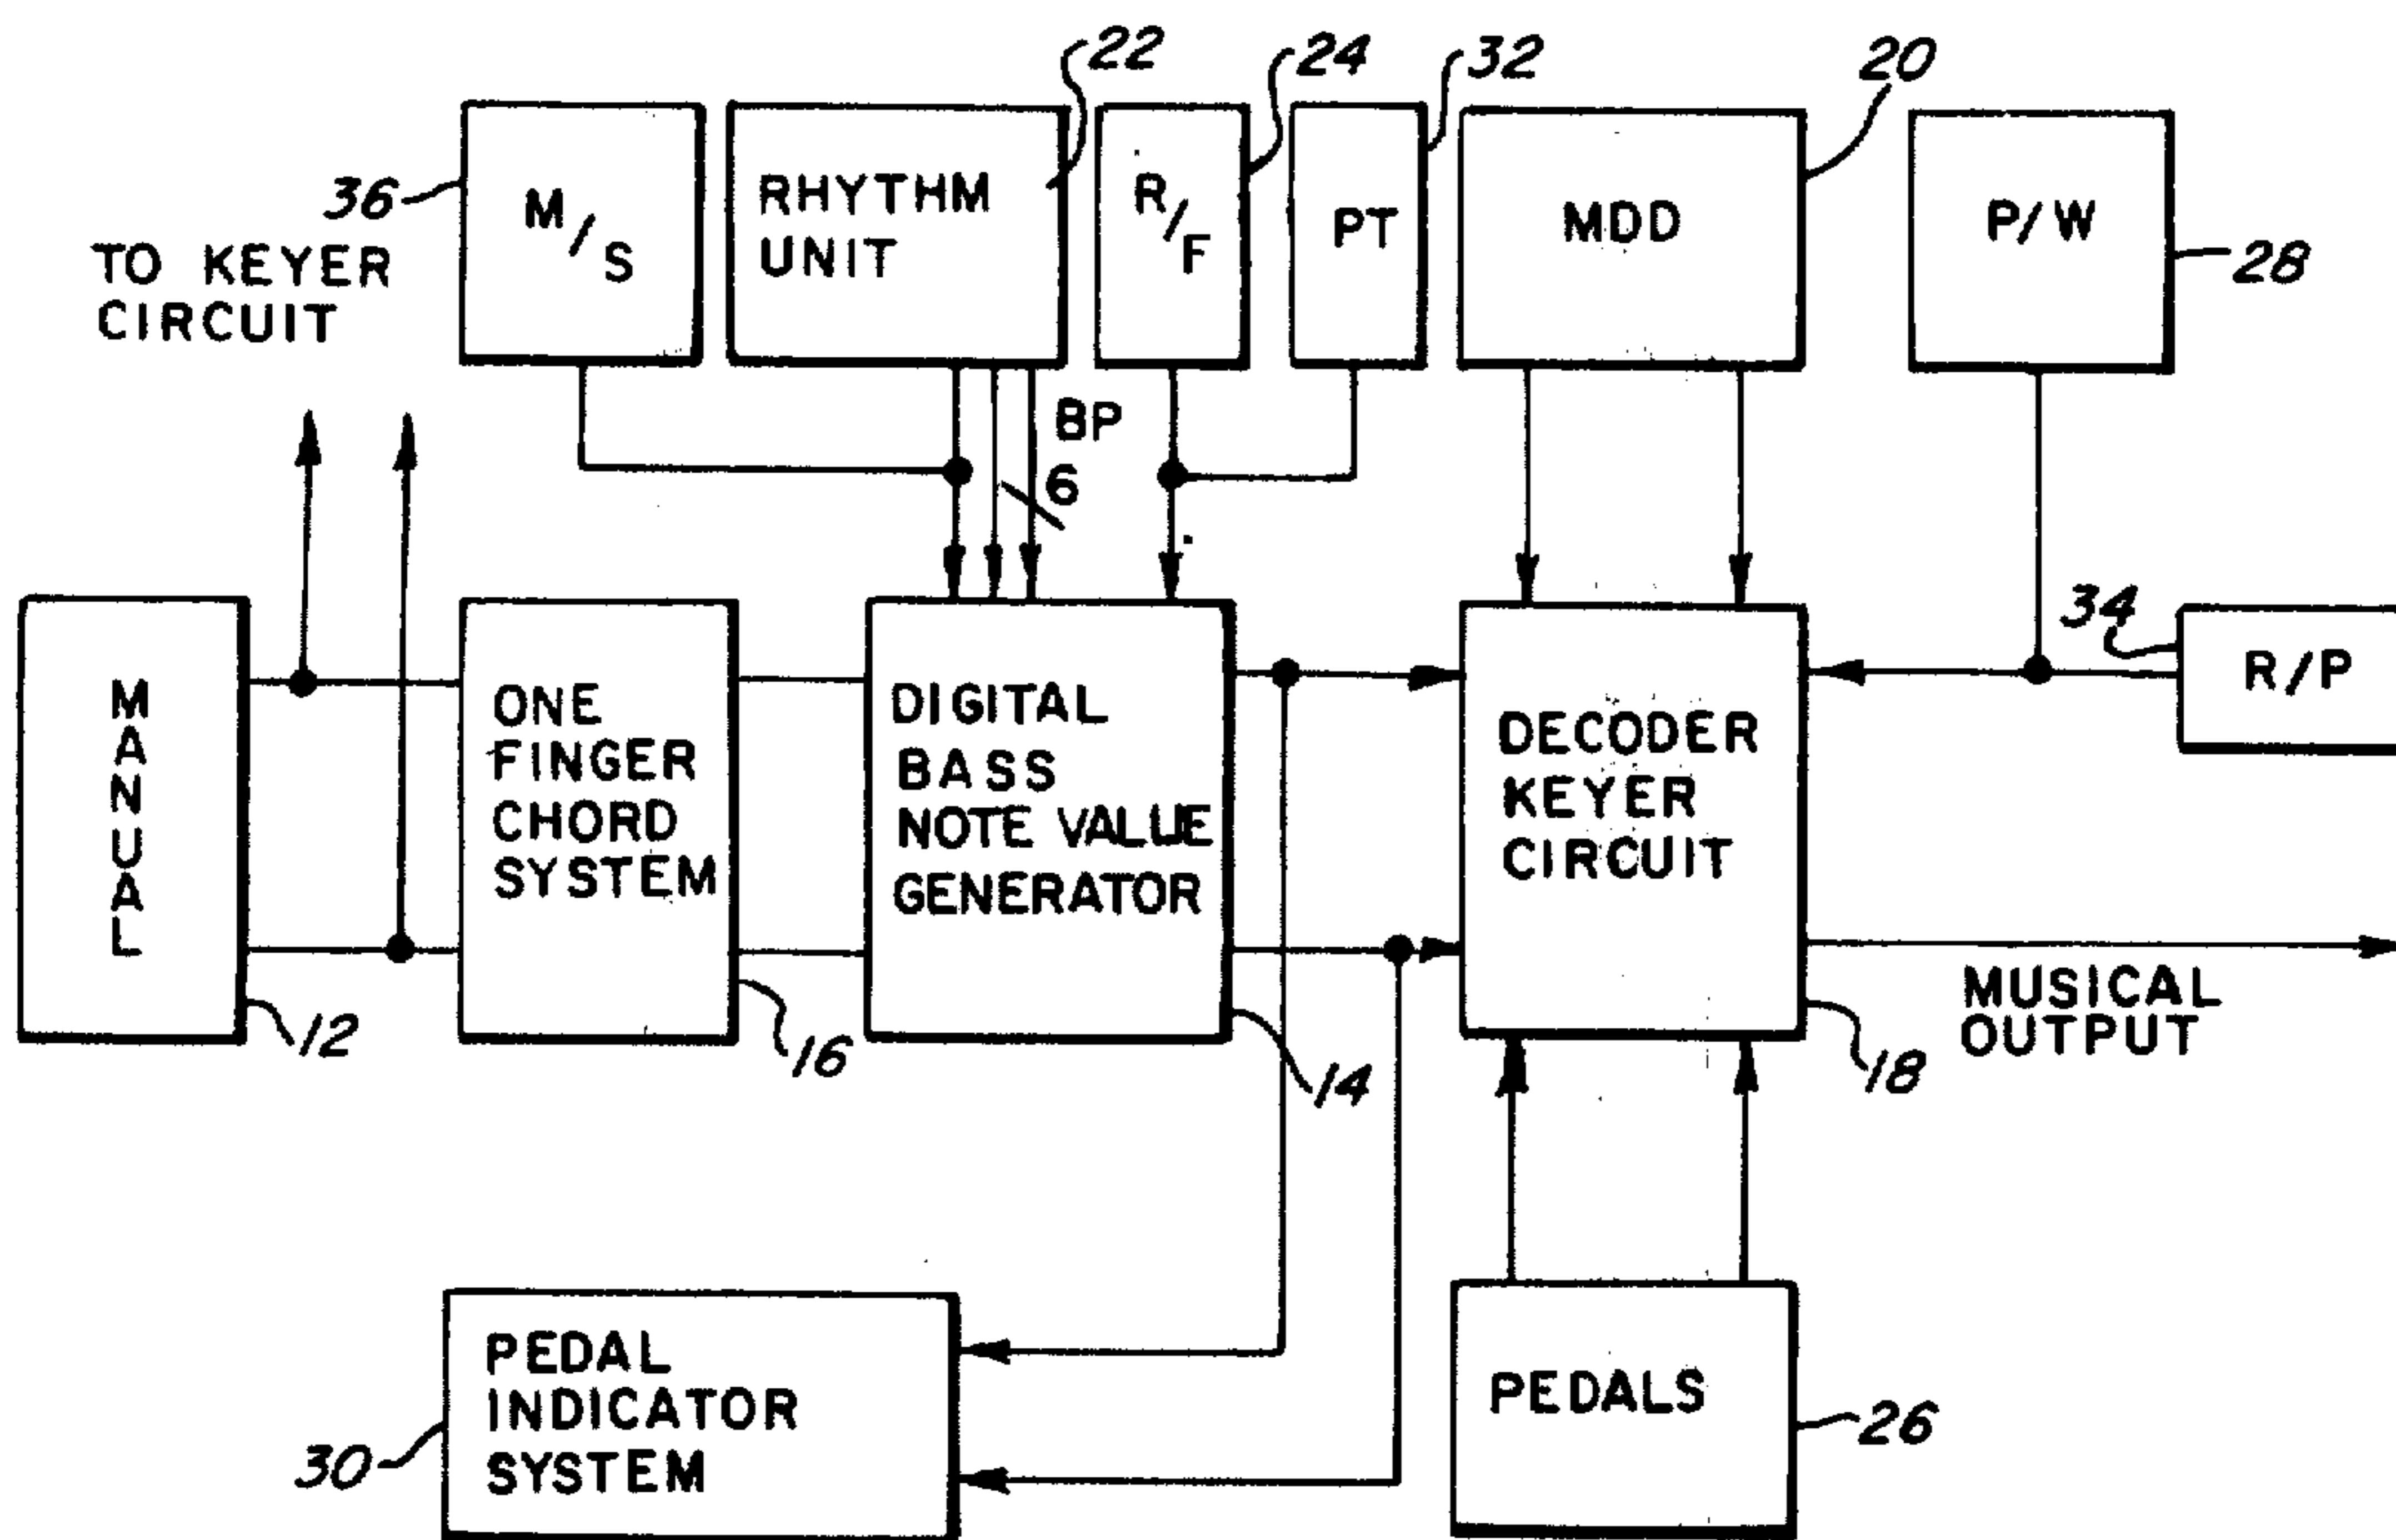 22
24
32
20
36
M/S
RHYTHM
UNIT
R/F
PT
MDD
P/W
28
TO KEYER
CIRCUIT
BP
6
34
R/P
MANUAL
ONE
FINGER
CHORD
SYSTEM
DIGITAL
BASS
NOTE VALUE
GENERATOR
DECODER
KEYER
CIRCUIT
MUSICAL
OUTPUT
12
16
14
18
PEDAL
INDICATOR
SYSTEM
30
PEDALS
26